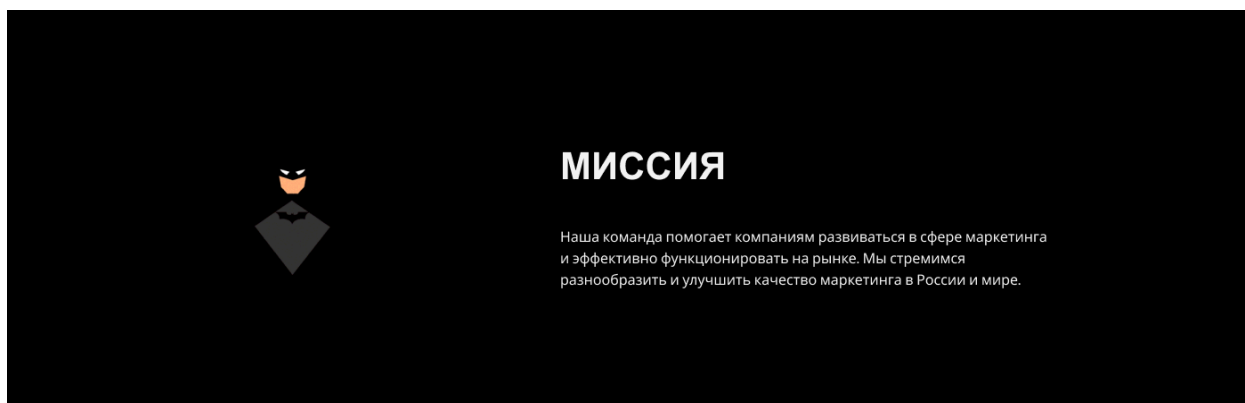 МИССИЯ
Наша команда помогает компаниям развиваться в сфере маркетинга
и эффективно функционировать на рынке. Мы стремимся
разнообразить и улучшить качество маркетинга в России и мире.